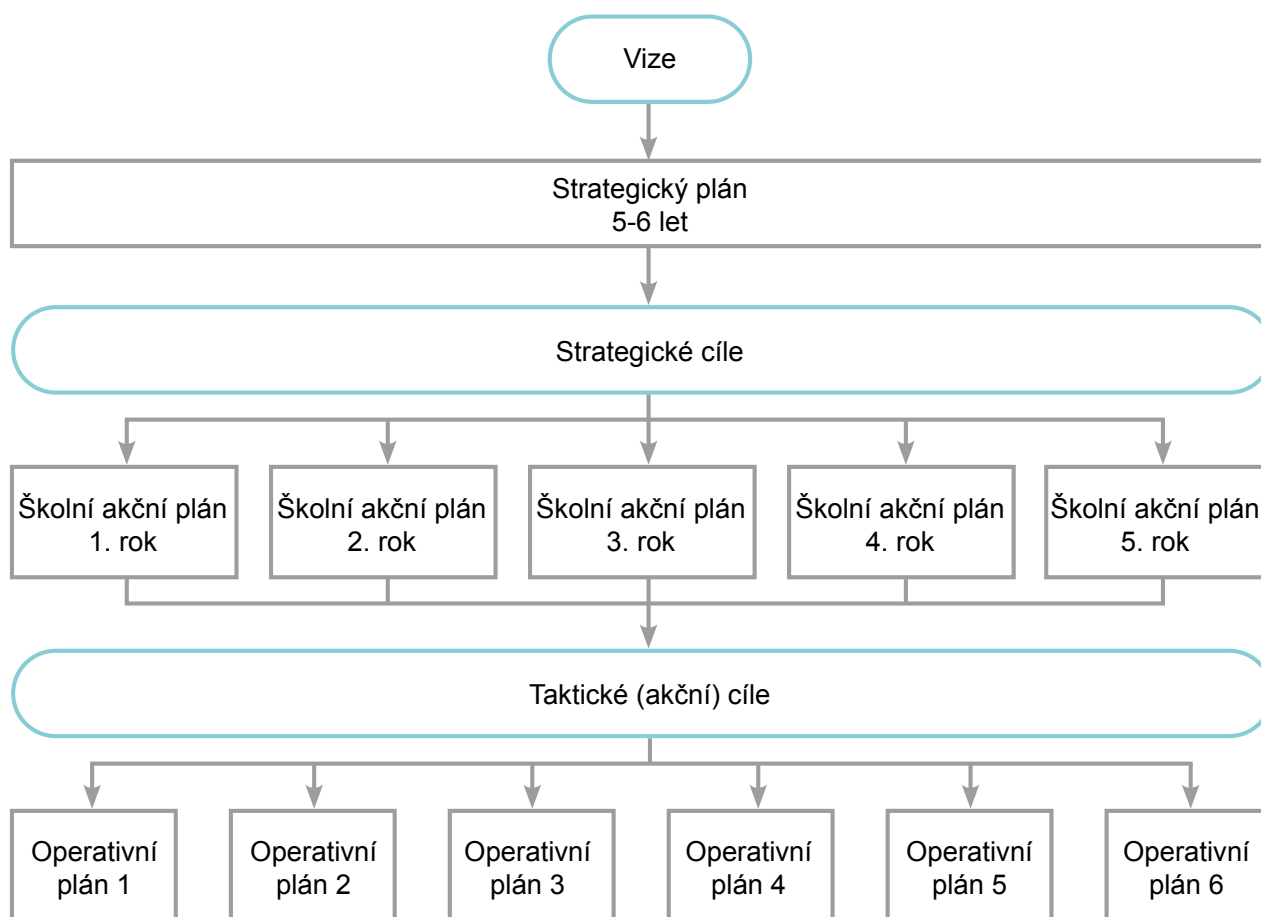 Vize
Strategický plán
5-6 let
Strategické cíle
Školní akční plán
1. rok
Školní akční plán
2. rok
Školní akční plán
3. rok
Školní akční plán
4. rok
Školní akční plán
5. rok
Taktické (akční) cíle
Operativní
plán 1
Operativní
plán 2
Operativní
plán 3
Operativní
plán 4
Operativní
plán 5
Operativní
plán 6